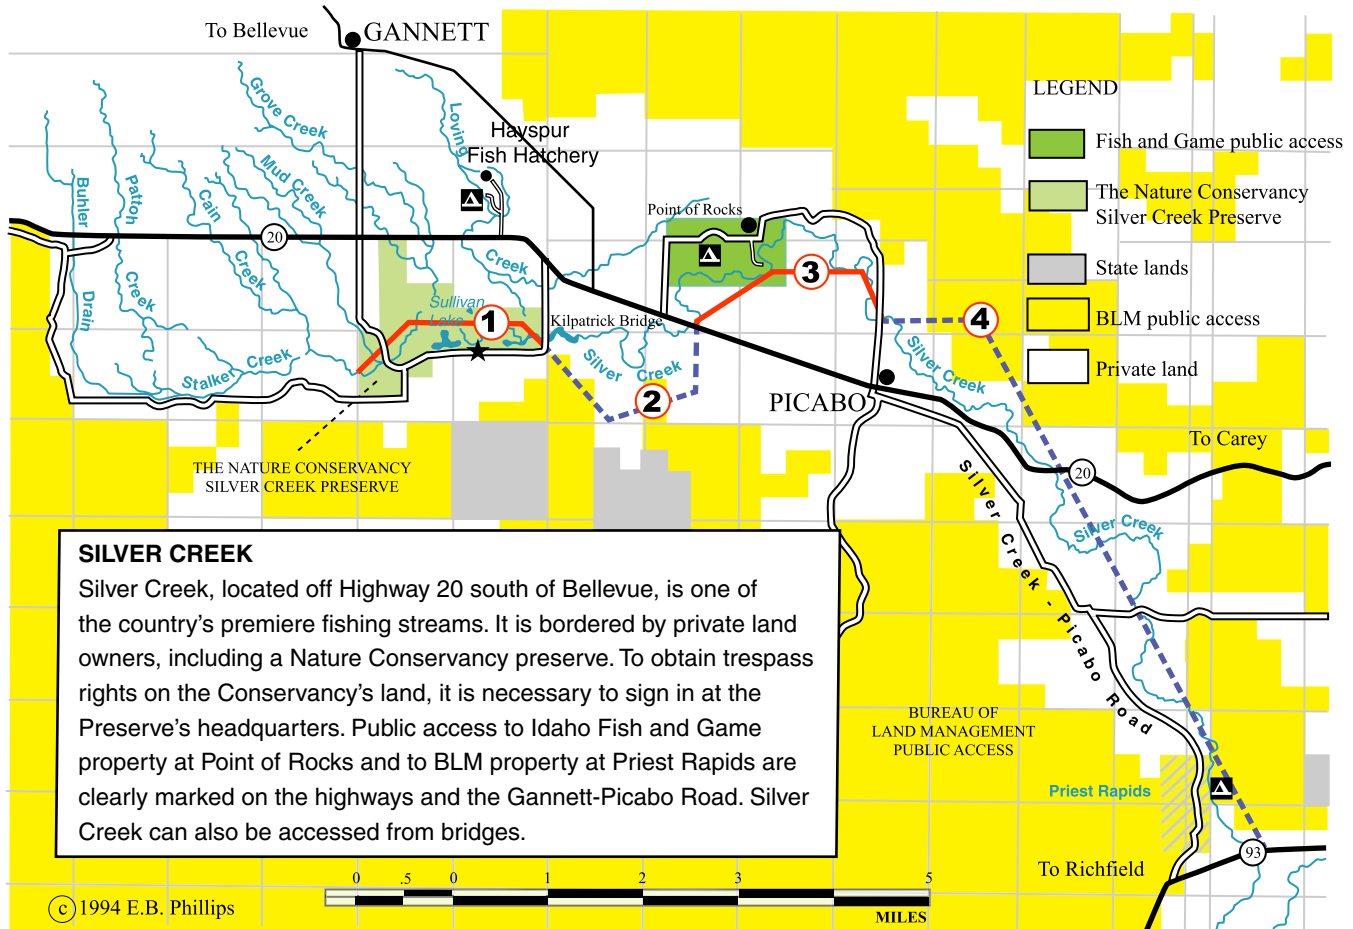 To Bellevue
GANNETT
Grove Creek
Loving
Hayspur
Fish Hatchery
Mud Creek
Buhler
Patton
Cain
Point of Rocks
LEGEND
Fish and Game public access
The Nature Conservancy
Silver Creek Preserve
State lands
BLM public access
Private land
20
Creek
Creek
Creek
Drain
Sullivan
Lake
1
Kilpatrick Bridge
3
4
Silver Creek
Stalker Creek
Silver Creek
2
PICABO
To Carey
20
THE NATURE CONSERVANCY
SILVER CREEK PRESERVE
Silver Creek - Picabo Road
Silver Creek
SILVER CREEK
Silver Creek, located off Highway 20 south of Bellevue, is one of
the country's premiere fishing streams. It is bordered by private land
owners, including a Nature Conservancy preserve. To obtain trespass
rights on the Conservancy's land, it is necessary to sign in at the
Preserve's headquarters. Public access to Idaho Fish and Game
property at Point of Rocks and to BLM property at Priest Rapids are
clearly marked on the highways and the Gannett-Picabo Road. Silver
Creek can also be accessed from bridges.
BUREAU OF
LAND MANAGEMENT
PUBLIC ACCESS
Priest Rapids
93
To Richfield
0 .5 0 1 2 3 5
MILES
© 1994 E.B. Phillips